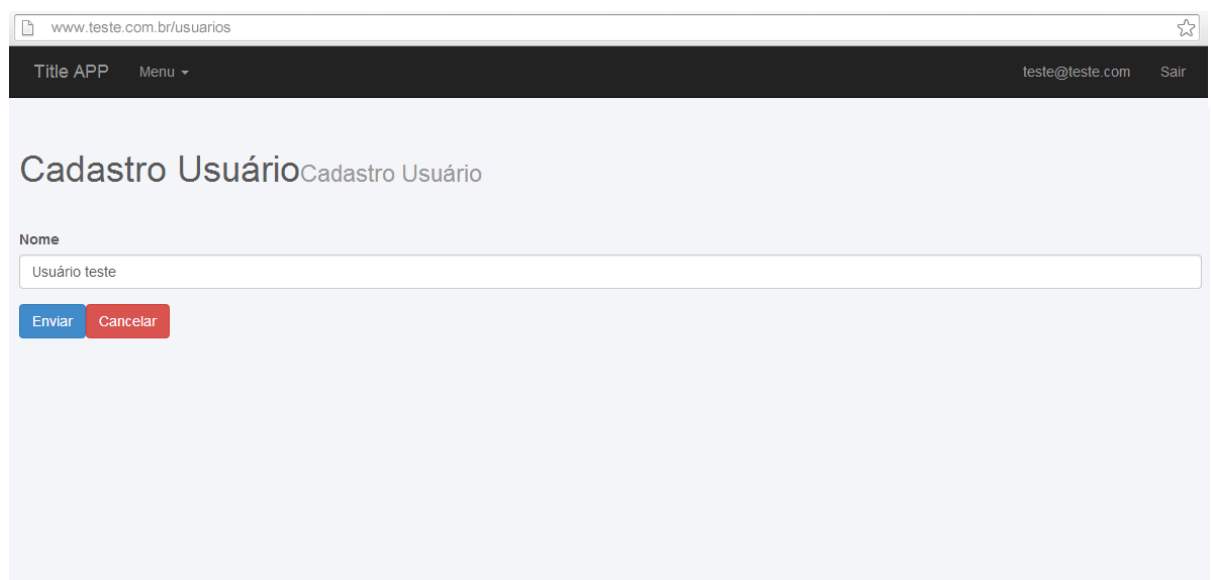 www.teste.com.br/usuarios
Title APP Menu teste@teste.com Sair
Cadastro UsuárioCadastro Usuário
Nome
Usuário teste
Enviar Cancelar